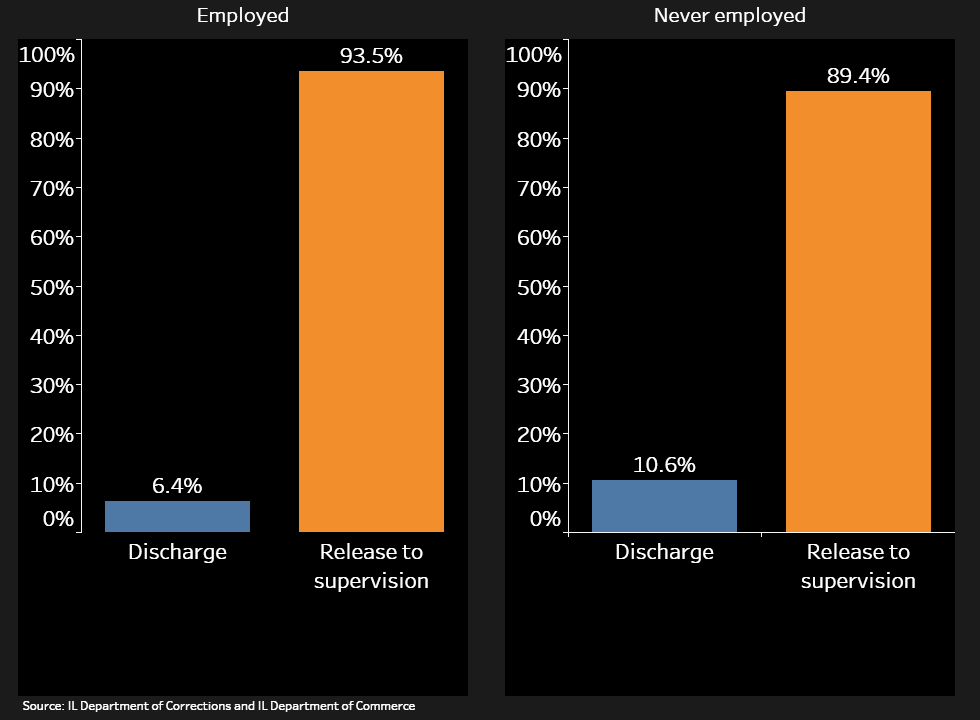 Employed
100%
93.5%
90%
80%
70%
60%
50%
40%
30%
20%
10%
6.4%
0%
Discharge
Release to
supervision
Never employed
100%
89.4%
90%
80%
70%
60%
50%
40%
30%
20%
10.6%
10%
0%
Discharge
Release to
supervision
Source: IL Department of Corrections and IL Department of Commerce